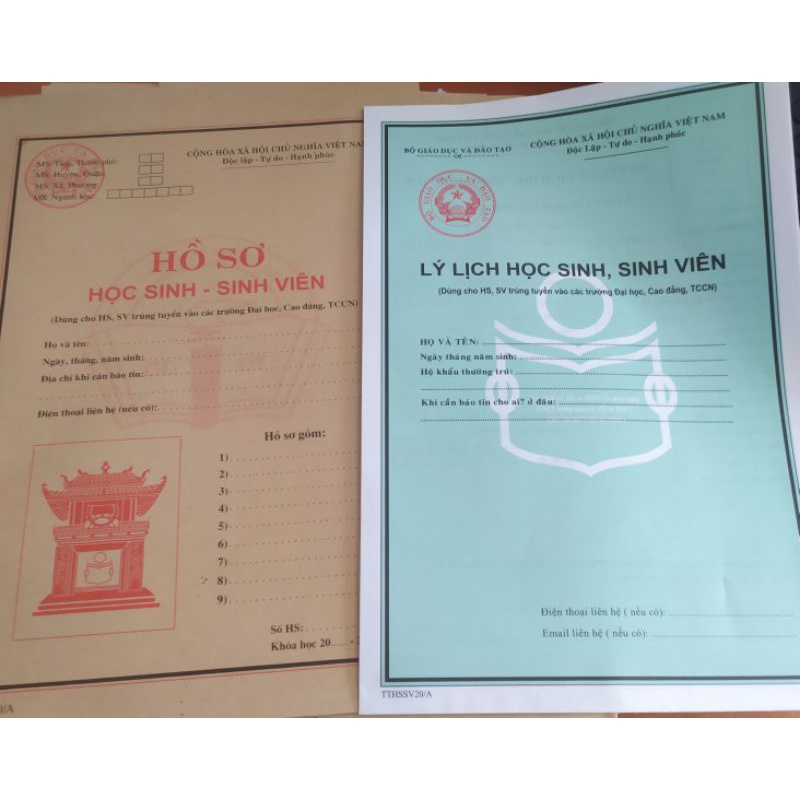 CỘNG HÒA XÃ HỘI CHỦ NGHĨA VIỆT NAM
Độc lập - Tự do - Hạnh phúc
MS: Tỉnh, Thành phố:
MS: Huyện, Quận:
MS: Xã, Phường:
MS: Ngành học:
HỒ SƠ
HỌC SINH - SINH VIÊN
(Dùng cho HS, SV trúng tuyển vào các trường Đại học, Cao đẳng, TCCN)
Họ và tên:
Ngày, tháng, năm sinh:
Địa chỉ khi cần báo tin:
Điện thoại liên hệ (nếu có):
Hồ sơ gồm:
1)
2)
3)
4)
5)
6)
7)
8)
9)
Số HS:
Khóa học 20 ..... -
/A
BỘ GIÁO DỤC VÀ ĐÀO TẠO
CỘNG HÒA XÃ HỘI CHỦ NGHĨA VIỆT NAM
Độc lập - Tự do - Hạnh phúc
BỘ GIÁO DỤC VÀ ĐÀO TẠO
LÝ LỊCH HỌC SINH, SINH VIÊN
(Dùng cho HS, SV trúng tuyển vào các trường Đại học, Cao đẳng, TCCN)
HỌ VÀ TÊN:
Ngày tháng năm sinh:
Hộ khẩu thường trú:
Khi cần báo tin cho ai? ở đâu:
Điện thoại liên hệ ( nếu có):
Email liên hệ ( nếu có):
TTHSSV20/A